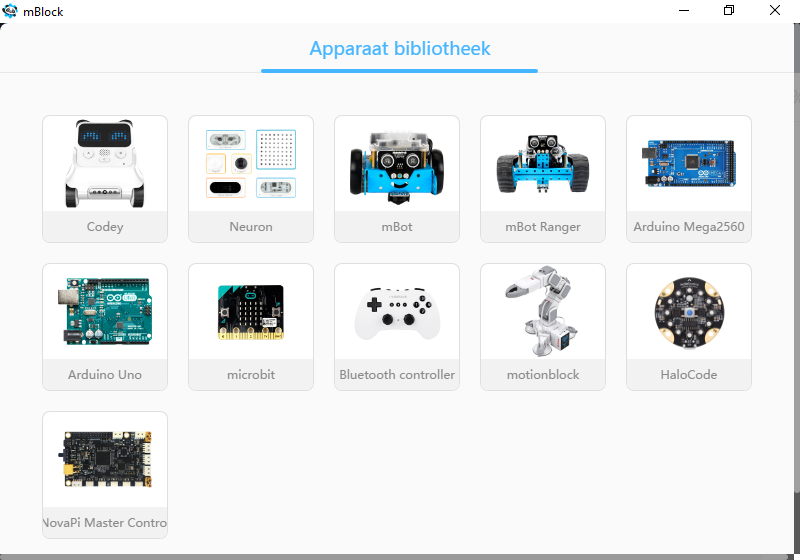 mBlock
Apparaat bibliotheek
Codey
Neuron
mBot
mBot Ranger
Arduino Mega2560
Arduino Uno
microbit
Bluetooth controller
motionblock
HaloCode
NovaPi Master Contro